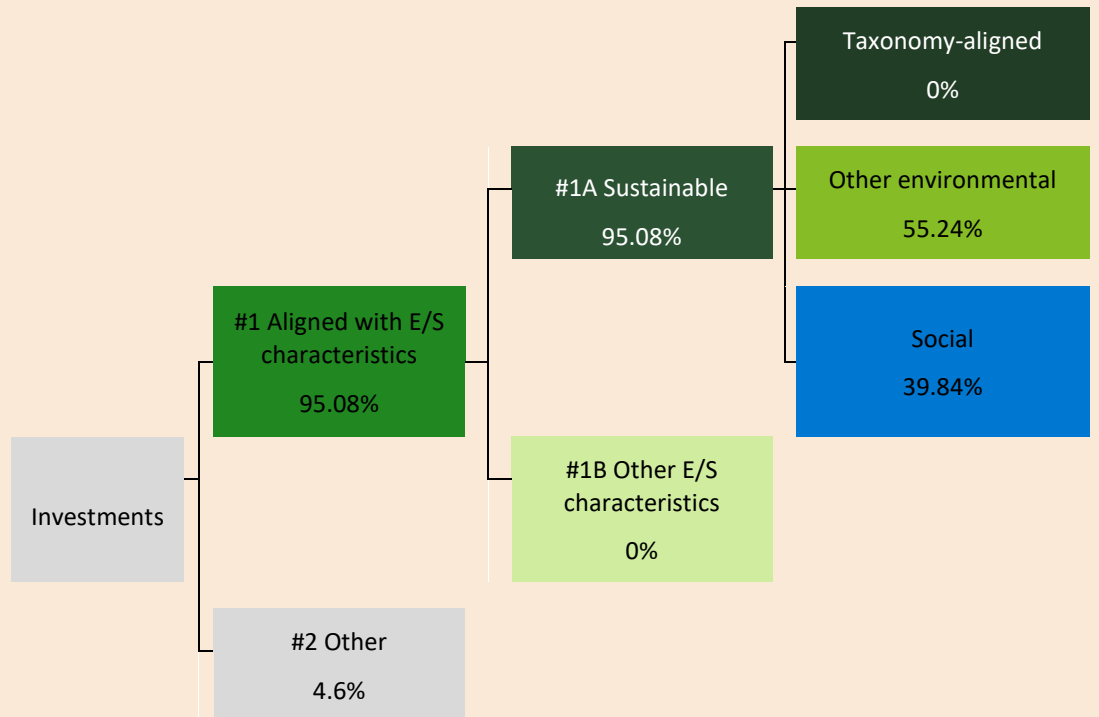 Taxonomy-aligned
0%
#1A Sustainable
95.08%
Other environmental
55.24%
#1 Aligned with E/S
characteristics
95.08%
Social
39.84%
Investments
#1B Other E/S
characteristics
0%
#2 Other
4.6%